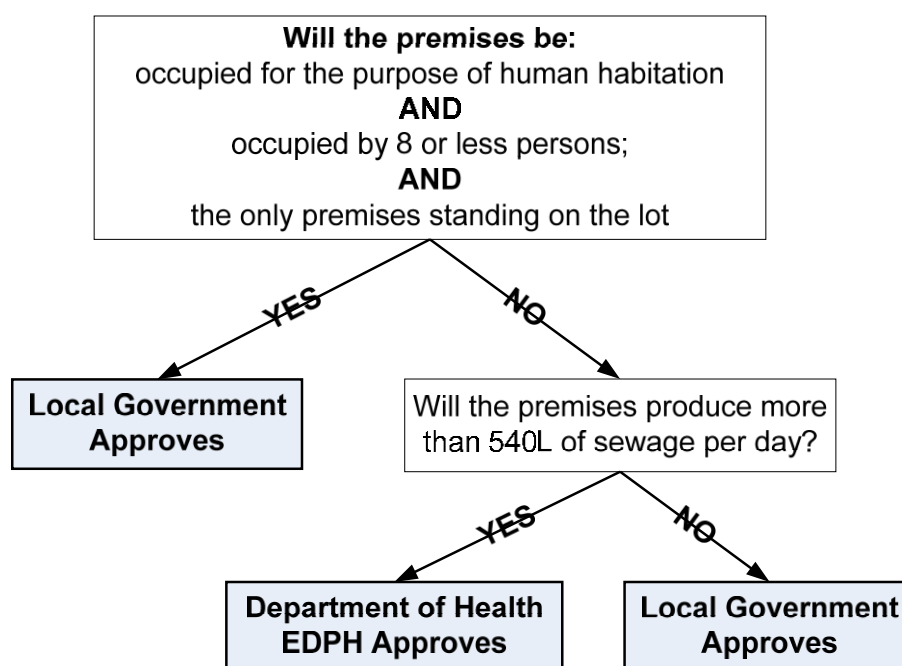 Will the premises be:
occupied for the purpose of human habitation
AND
occupied by 8 or less persons;
AND
the only premises standing on the lot
YES
NO
Local Government
Approves
Will the premises produce more
than 540L of sewage per day?
YES
NO
Department of Health
EDPH Approves
Local Government
Approves